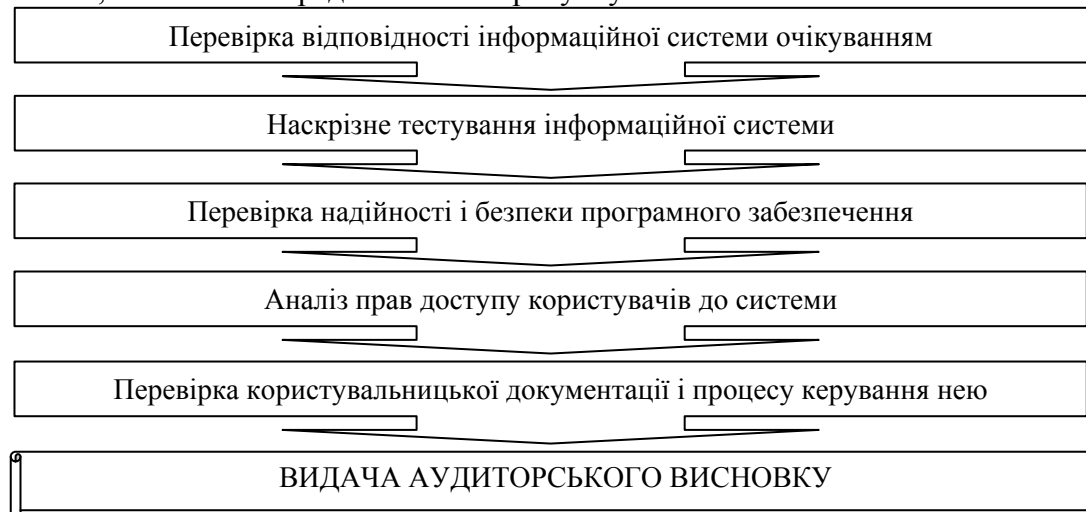 Перевірка відповідності інформаційної системи очікуванням
Наскрізне тестування інформаційної системи
Перевірка надійності і безпеки програмного забезпечення
Аналіз прав доступу користувачів до системи
Перевірка користувальницької документації і процесу керування нею
ВИДАЧА АУДИТОРСЬКОГО ВИСНОВКУ